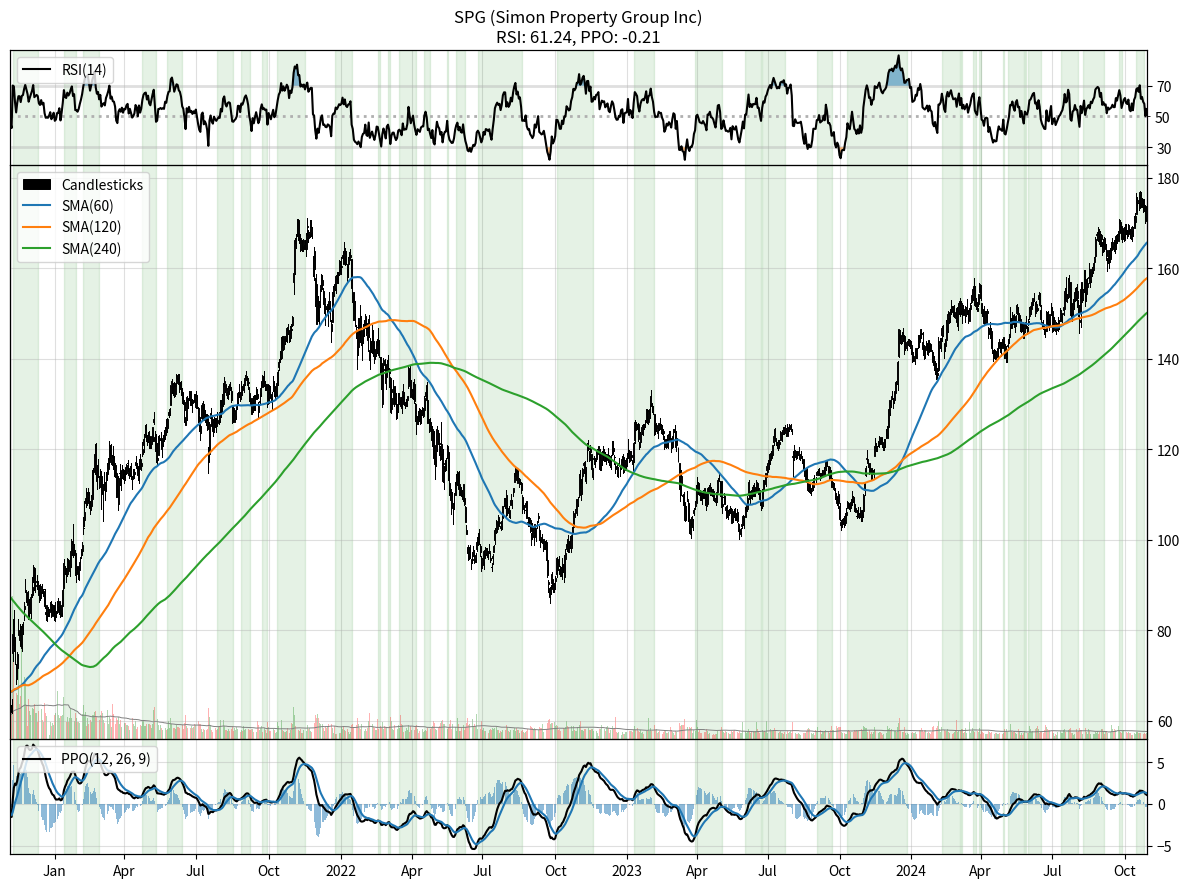 SPG (Simon Property Group Inc)
RSI: 61.24, PPO: -0.21
RSI(14)
70
50
30
Candlesticks
SMA(60)
SMA(120)
SMA(240)
180
160
140
120
100
80
60
PPO(12, 26, 9)
5
0
−5
Jan Apr Jul Oct 2022 Apr Jul Oct 2023 Apr Jul Oct 2024 Apr Jul Oct